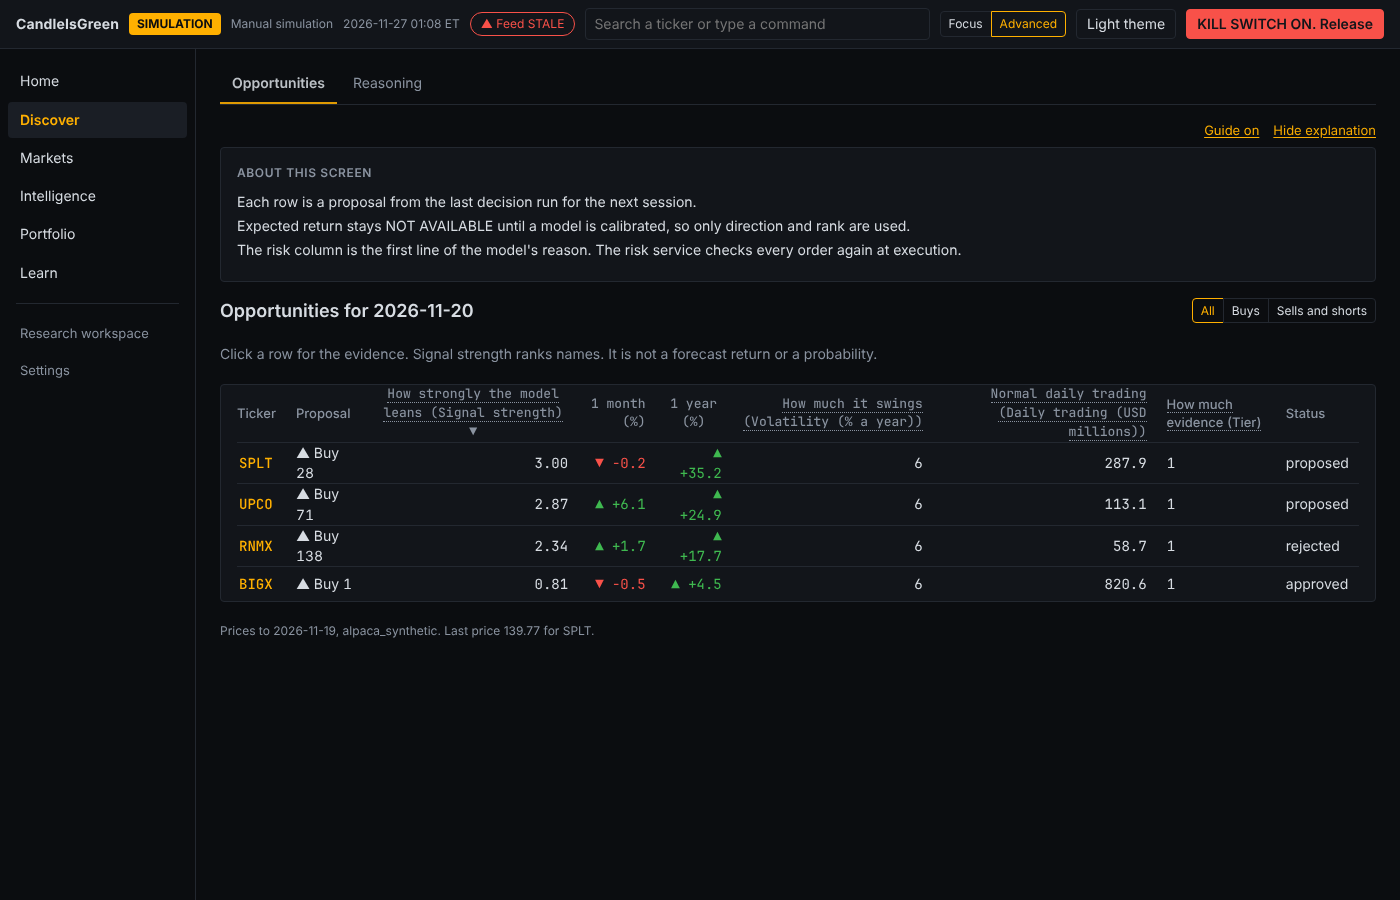 CandleIsGreen SIMULATION Manual simulation 2026-11-27 01:08 ET ▲ Feed STALE Search a ticker or type a command Focus Advanced Light theme KILL SWITCH ON. Release
Home
Discover
Markets
Intelligence
Portfolio
Learn
Research workspace
Settings
Opportunities Reasoning
Guide on Hide explanation
ABOUT THIS SCREEN
Each row is a proposal from the last decision run for the next session.
Expected return stays NOT AVAILABLE until a model is calibrated, so only direction and rank are used.
The risk column is the first line of the model's reason. The risk service checks every order again at execution.
Opportunities for 2026-11-20 All Buys Sells and shorts
Click a row for the evidence. Signal strength ranks names. It is not a forecast return or a probability.
Ticker
Proposal
How strongly the model
leans (Signal strength)
▼
1 month
(%)
1 year
(%)
How much it swings
(Volatility (% a year))
Normal daily trading
(Daily trading (USD
millions))
How much
evidence (Tier)
Status
SPLT ▲ Buy 28 3.00 ▼ -0.2 ▲ +35.2 6 287.9 1 proposed
UPCO ▲ Buy 71 2.87 ▲ +6.1 ▲ +24.9 6 113.1 1 proposed
RNMX ▲ Buy 138 2.34 ▲ +1.7 ▲ +17.7 6 58.7 1 rejected
BIGX ▲ Buy 1 0.81 ▼ -0.5 ▲ +4.5 6 820.6 1 approved
Prices to 2026-11-19, alpaca_synthetic. Last price 139.77 for SPLT.